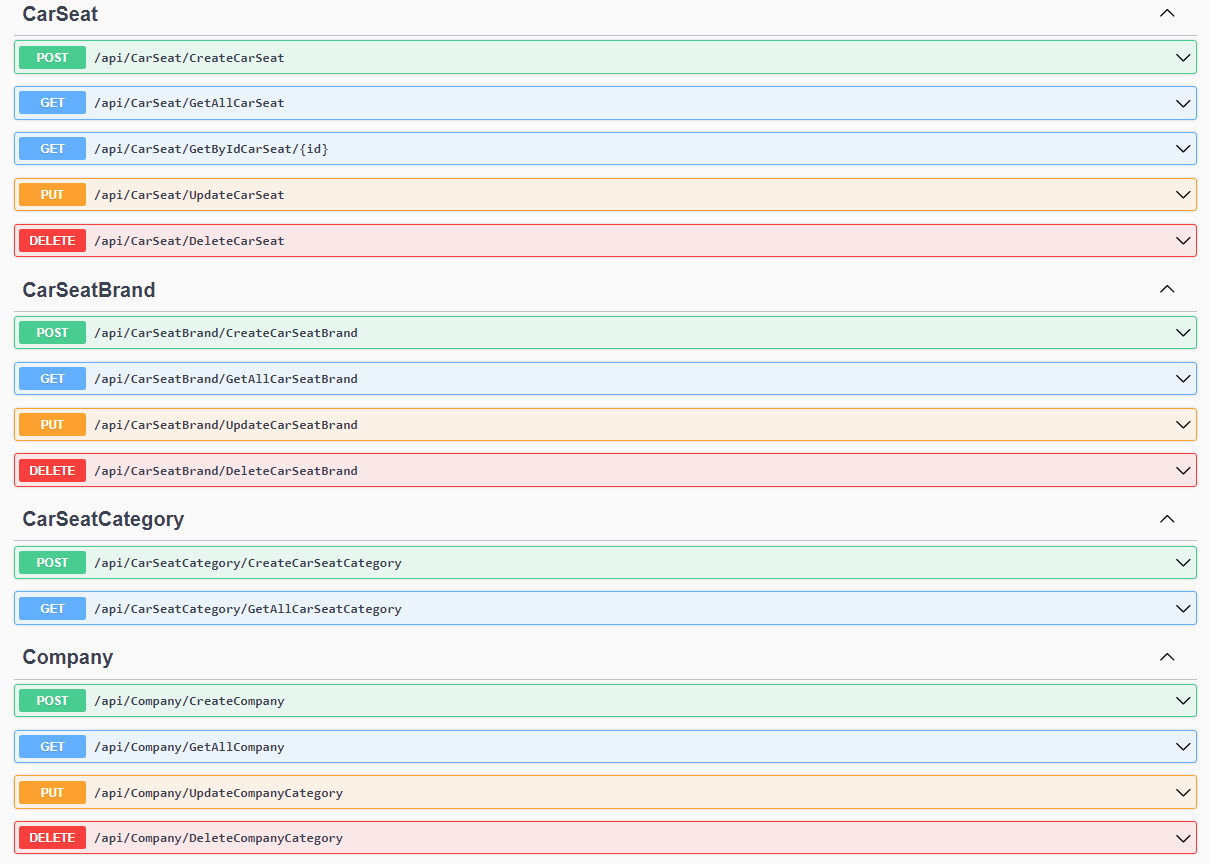 CarSeat
POST /api/CarSeat/CreateCarSeat
GET /api/CarSeat/GetAllCarSeat
GET /api/CarSeat/GetByIdCarSeat/{id}
PUT /api/CarSeat/UpdateCarSeat
DELETE /api/CarSeat/DeleteCarSeat
CarSeatBrand
POST /api/CarSeatBrand/CreateCarSeatBrand
GET /api/CarSeatBrand/GetAllCarSeatBrand
PUT /api/CarSeatBrand/UpdateCarSeatBrand
DELETE /api/CarSeatBrand/DeleteCarSeatBrand
CarSeatCategory
POST /api/CarSeatCategory/CreateCarSeatCategory
GET /api/CarSeatCategory/GetAllCarSeatCategory
Company
POST /api/Company/CreateCompany
GET /api/Company/GetAllCompany
PUT /api/Company/UpdateCompanyCategory
DELETE /api/Company/DeleteCompanyCategory